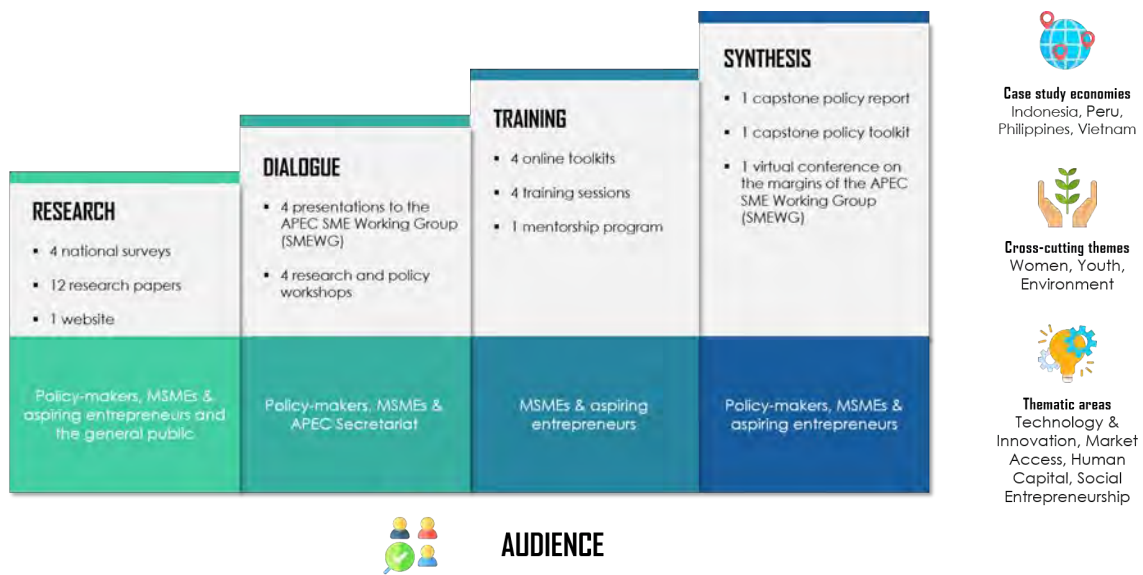 RESEARCH
▪ 4 national surveys
▪ 12 research papers
▪ 1 website
Policy-makers, MSMEs &
aspiring entrepreneurs and
the general public
DIALOGUE
▪ 4 presentations to the
APEC SME Working Group
(SMEWG)
▪ 4 research and policy
workshops
Policy-makers, MSMEs &
APEC Secretariat
TRAINING
▪ 4 online toolkits
▪ 4 training sessions
▪ 1 mentorship program
MSMEs & aspiring
entrepreneurs
SYNTHESIS
▪ 1 capstone policy report
▪ 1 capstone policy toolkit
▪ 1 virtual conference on
the margins of the APEC
SME Working Group
(SMEWG)
Policy-makers, MSMEs &
aspiring entrepreneurs
AUDIENCE
Case study economies
Indonesia, Peru,
Philippines, Vietnam
Cross-cutting themes
Women, Youth,
Environment
Thematic areas
Technology &
Innovation, Market
Access, Human
Capital, Social
Entrepreneurship